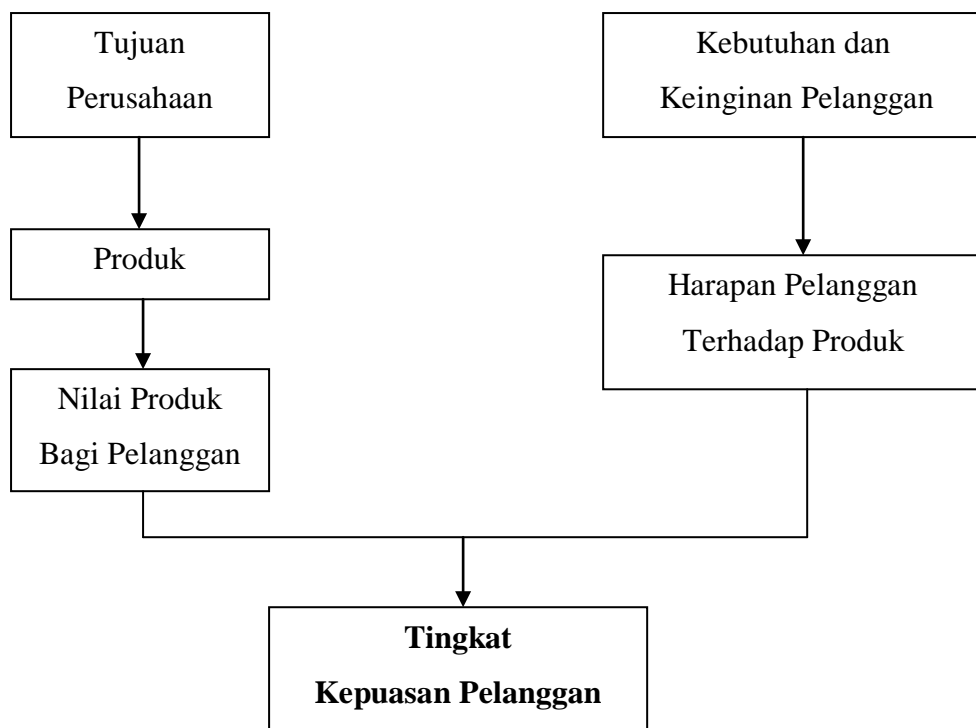 Tujuan
Perusahaan
Kebutuhan dan
Keinginan Pelanggan
Produk
Harapan Pelanggan
Terhadap Produk
Nilai Produk
Bagi Pelanggan
Tingkat
Kepuasan Pelanggan